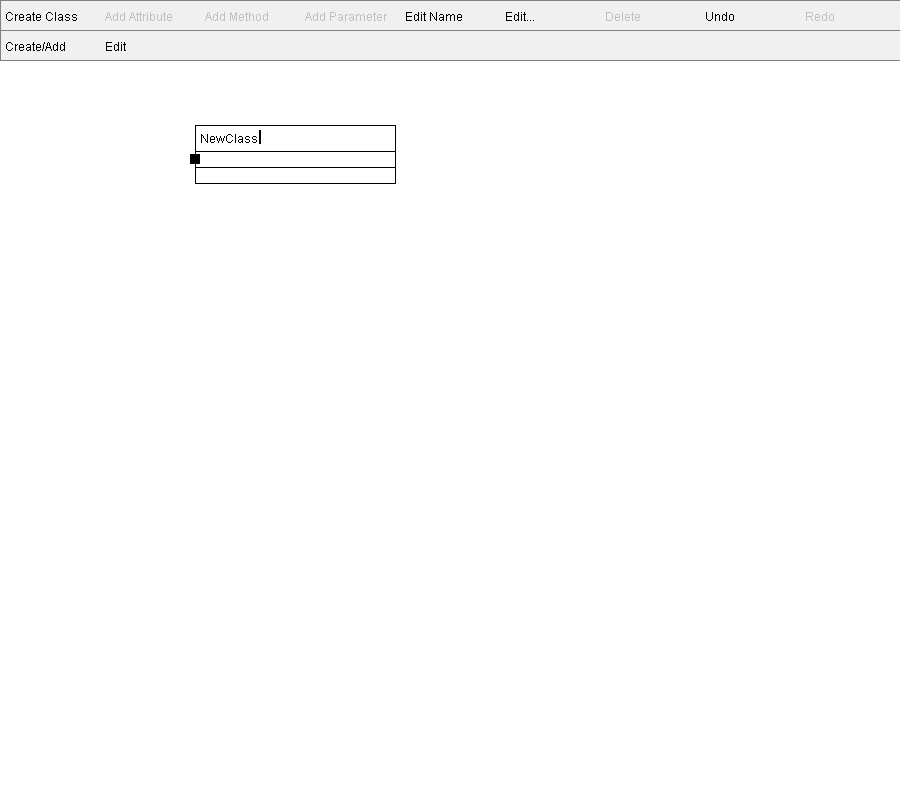 Create Class Add Attribute Add Method Add Parameter Edit Name Edit... Delete Undo Redo
Create/Add Edit
NewClass